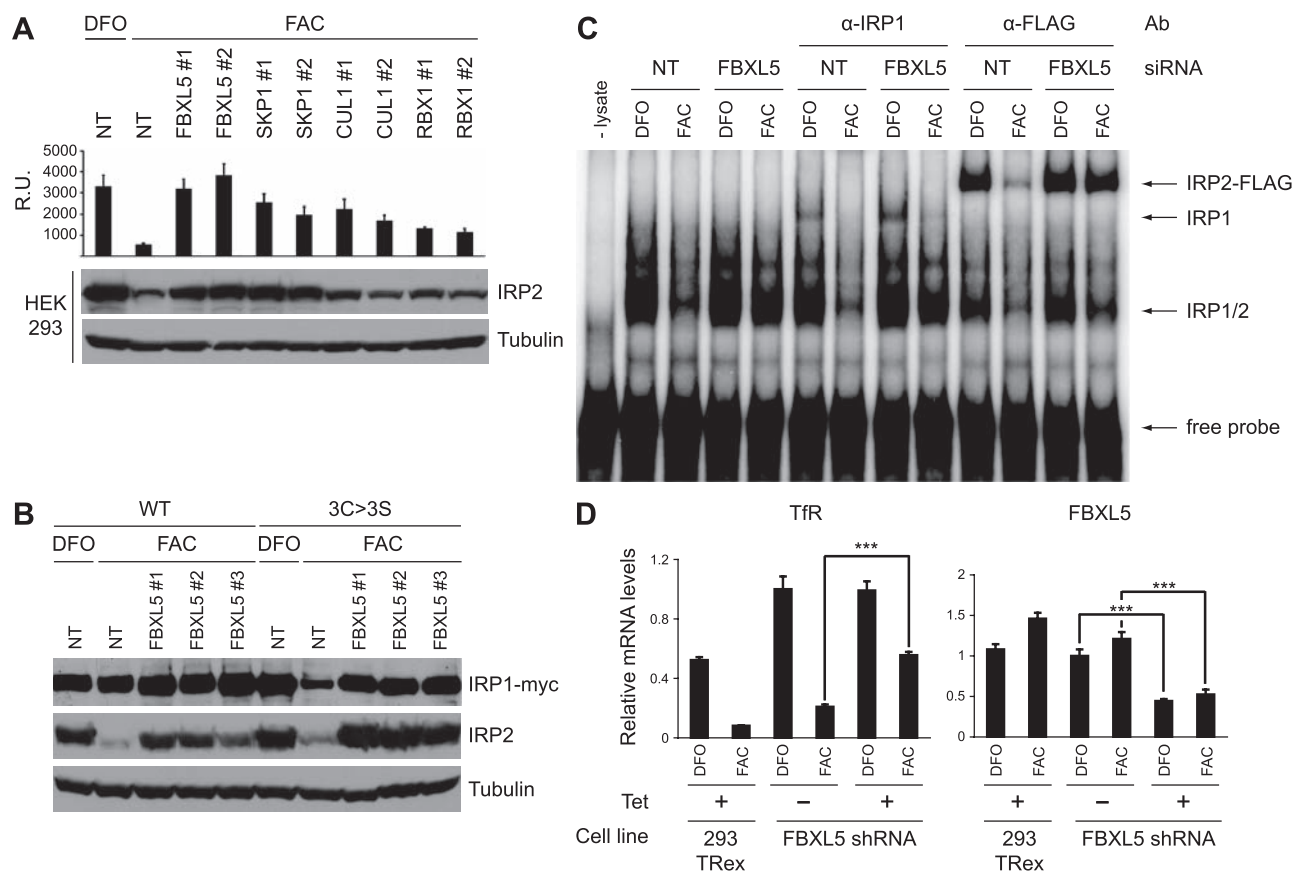 A
DFO FAC
NT NT FBXL5 #1 FBXL5 #2 SKP1 #1 SKP1 #2 CUL1 #1 CUL1 #2 RBX1 #1 RBX1 #2
R.U.
5000
4000
3000
2000
1000
HEK
293
IRP2
Tubulin
B
WT 3C>3S
DFO FAC DFO FAC
NT NT FBXL5 #1 FBXL5 #2 FBXL5 #3 NT NT FBXL5 #1 FBXL5 #2 FBXL5 #3
IRP1-myc
IRP2
Tubulin
C
α-IRP1 α-FLAG Ab
NT FBXL5 NT FBXL5 NT FBXL5 siRNA
- lysate DFO FAC DFO FAC DFO FAC DFO FAC DFO FAC DFO FAC
IRP2-FLAG
IRP1
IRP1/2
free probe
D
TfR
Relative mRNA levels
1.2
0.8
0.4
0
***
DFO FAC DFO FAC DFO FAC
Tet + – +
Cell line 293 TRex FBXL5 shRNA
FBXL5
2
1.5
1
0.5
0
*** ***
DFO FAC DFO FAC DFO FAC
+ – +
293 TRex FBXL5 shRNA